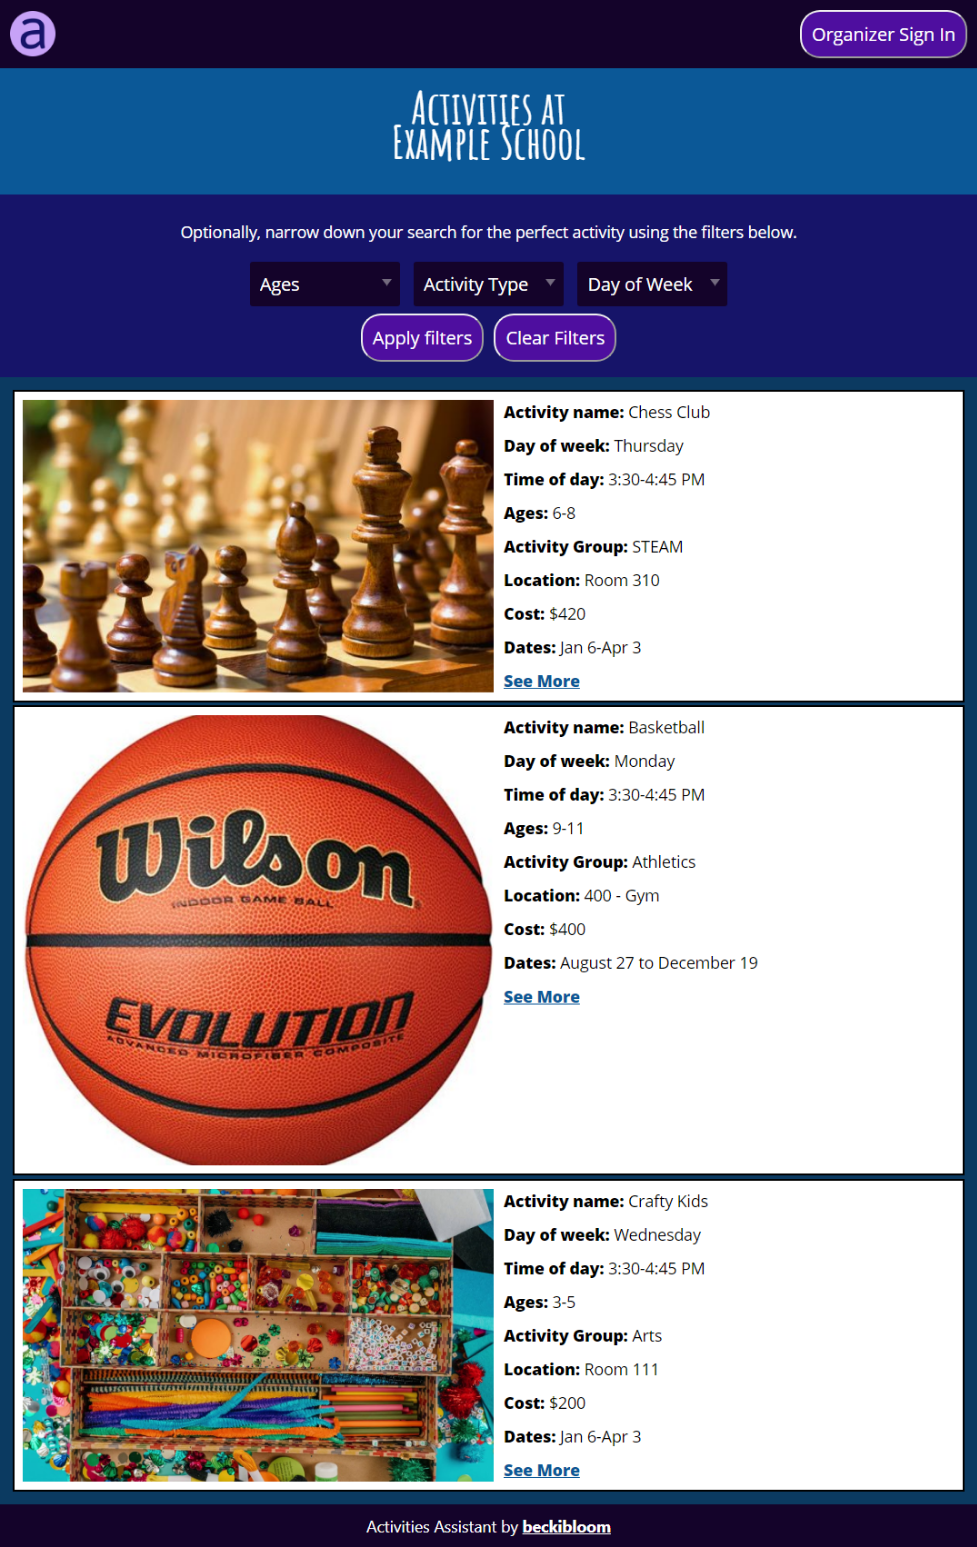 a
Organizer Sign In
Activities at
Example School
Optionally, narrow down your search for the perfect activity using the filters below.
Ages
Activity Type
Day of Week
Apply filters
Clear Filters
Activity name: Chess Club
Day of week: Thursday
Time of day: 3:30-4:45 PM
Ages: 6-8
Activity Group: STEAM
Location: Room 310
Cost: $420
Dates: Jan 6-Apr 3
See More
Wilson
INDOOR GAME BALL
EVOLUTION
ADVANCED MICROFIBER COMPOSITE
Activity name: Basketball
Day of week: Monday
Time of day: 3:30-4:45 PM
Ages: 9-11
Activity Group: Athletics
Location: 400 - Gym
Cost: $400
Dates: August 27 to December 19
See More
Activity name: Crafty Kids
Day of week: Wednesday
Time of day: 3:30-4:45 PM
Ages: 3-5
Activity Group: Arts
Location: Room 111
Cost: $200
Dates: Jan 6-Apr 3
See More
Activities Assistant by beckibloom